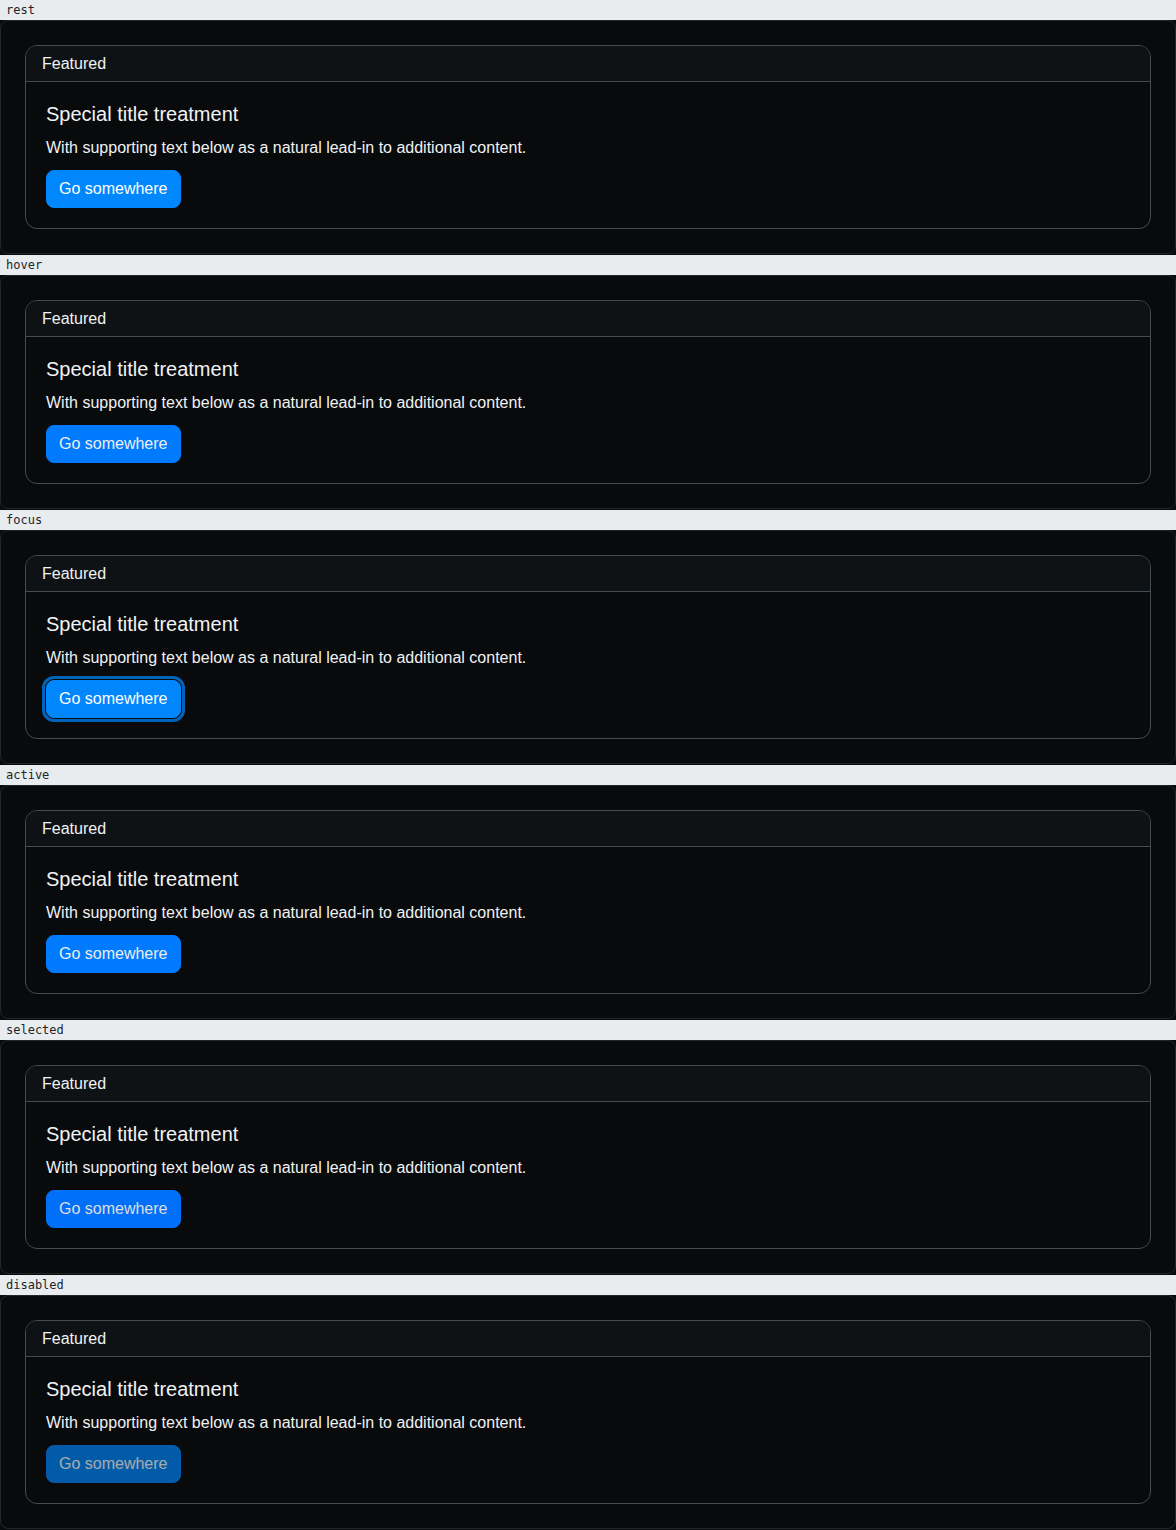 rest
Featured
Special title treatment
With supporting text below as a natural lead-in to additional content.
Go somewhere
hover
Featured
Special title treatment
With supporting text below as a natural lead-in to additional content.
Go somewhere
focus
Featured
Special title treatment
With supporting text below as a natural lead-in to additional content.
Go somewhere
active
Featured
Special title treatment
With supporting text below as a natural lead-in to additional content.
Go somewhere
selected
Featured
Special title treatment
With supporting text below as a natural lead-in to additional content.
Go somewhere
disabled
Featured
Special title treatment
With supporting text below as a natural lead-in to additional content.
Go somewhere